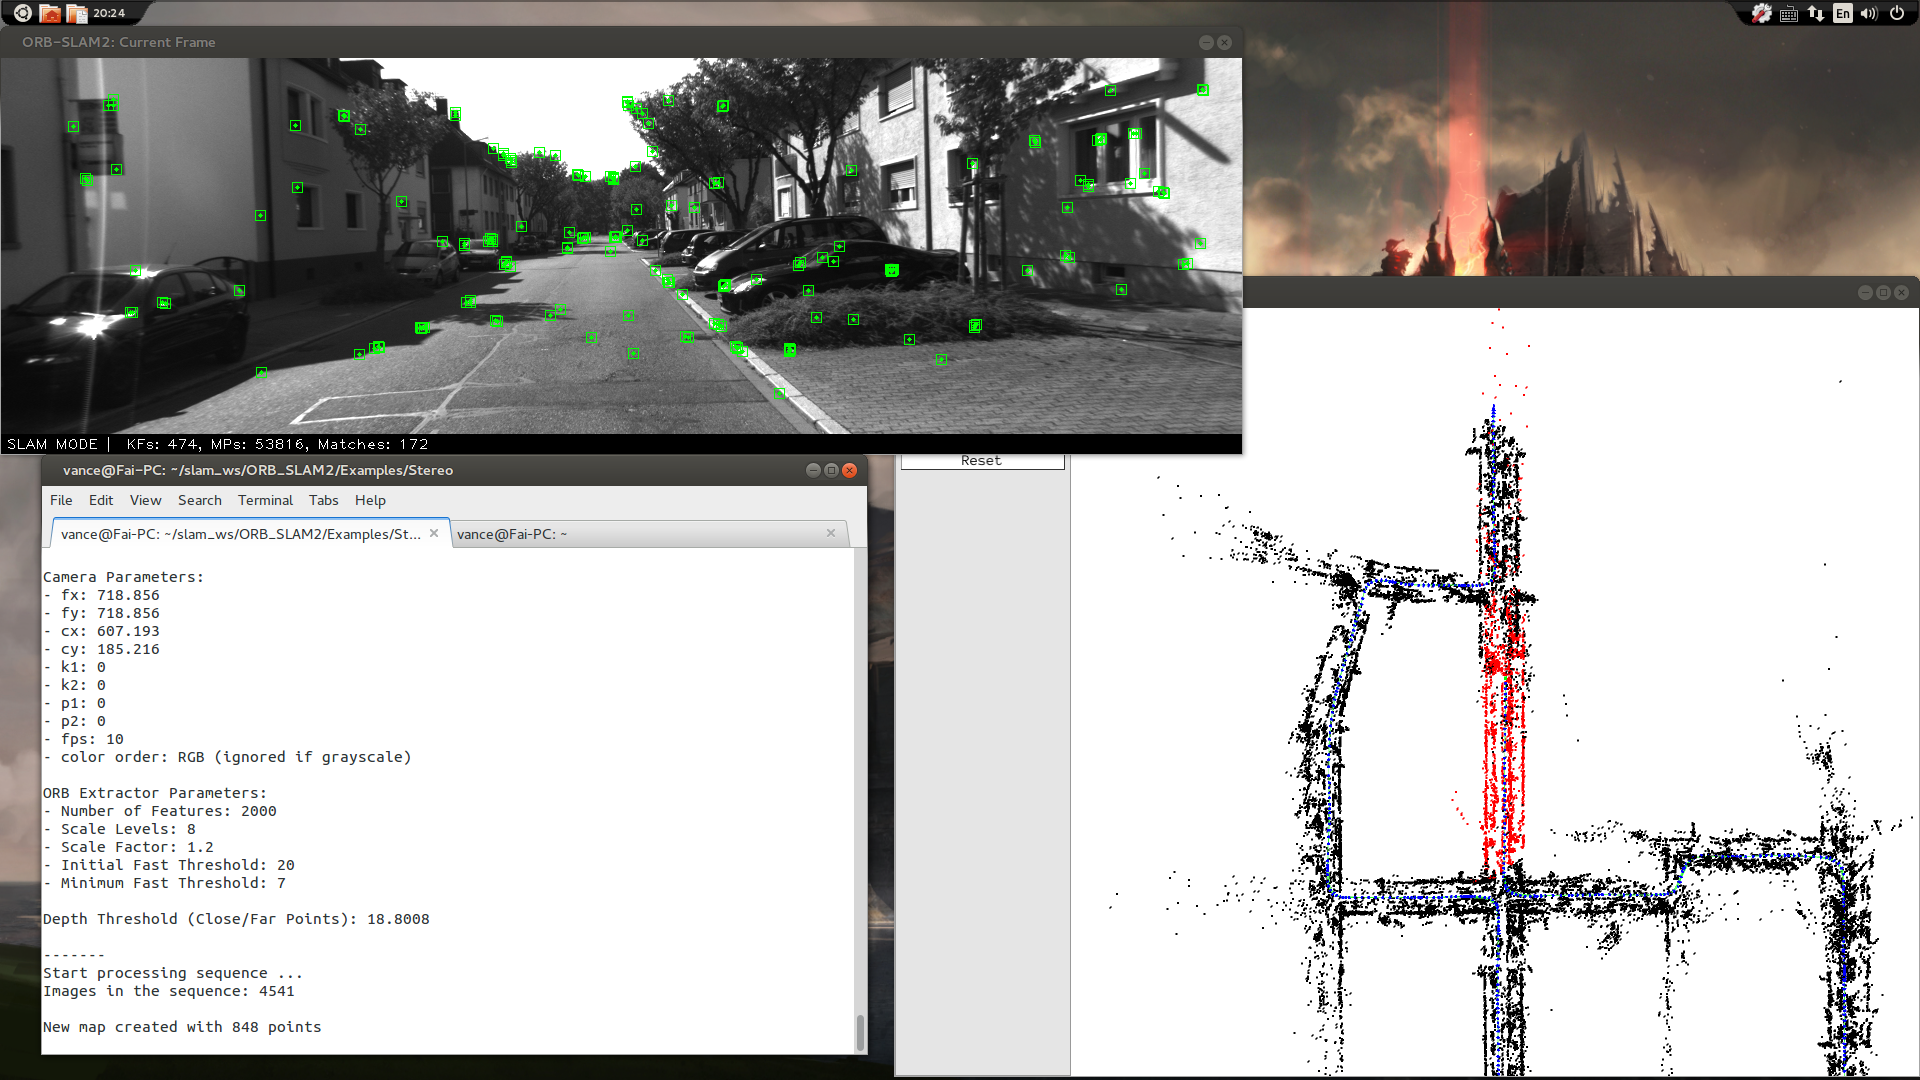 20:24
En
ORB-SLAM2: Current Frame
SLAM MODE |  KFs: 474, MPs: 53816, Matches: 172
Reset
vance@Fai-PC: ~/slam_ws/ORB_SLAM2/Examples/Stereo
File Edit View Search Terminal Tabs Help
vance@Fai-PC: ~/slam_ws/ORB_SLAM2/Examples/St...
vance@Fai-PC: ~
Camera Parameters:
- fx: 718.856
- fy: 718.856
- cx: 607.193
- cy: 185.216
- k1: 0
- k2: 0
- p1: 0
- p2: 0
- fps: 10
- color order: RGB (ignored if grayscale)
ORB Extractor Parameters:
- Number of Features: 2000
- Scale Levels: 8
- Scale Factor: 1.2
- Initial Fast Threshold: 20
- Minimum Fast Threshold: 7
Depth Threshold (Close/Far Points): 18.8008
-------
Start processing sequence ...
Images in the sequence: 4541
New map created with 848 points